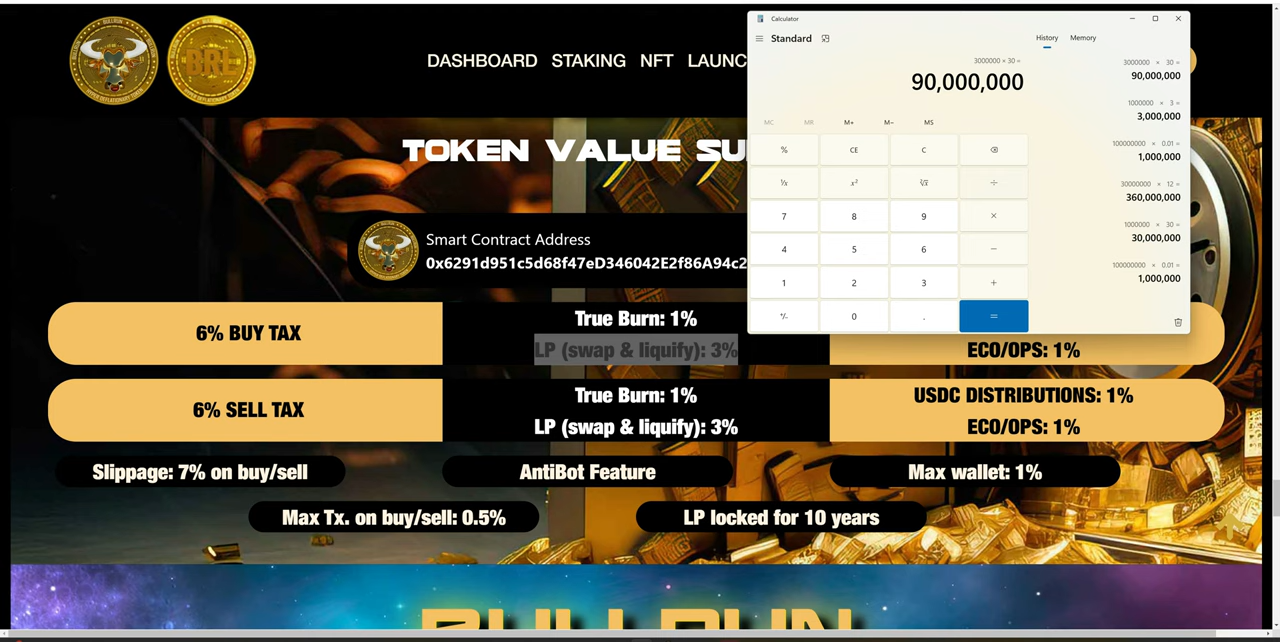 DASHBOARD STAKING NFT LAUNC
TOKEN VALUE SU
Smart Contract Address
0x6291d951c5d68f47eD346042E2f86A94c2
6% BUY TAX
True Burn: 1%
LP (swap & liquify): 3%
ECO/OPS: 1%
6% SELL TAX
True Burn: 1%
LP (swap & liquify): 3%
USDC DISTRIBUTIONS: 1%
ECO/OPS: 1%
Slippage: 7% on buy/sell
AntiBot Feature
Max wallet: 1%
Max Tx. on buy/sell: 0.5%
LP locked for 10 years
BULLRUN
BRL
Calculator
Standard
History
Memory
3000000 × 30 =
90,000,000
MC MR M+ M- MS
% CE C
¹/x x² ²√x ÷
7 8 9 ×
4 5 6 −
1 2 3 +
+/- 0 . =
3000000 × 30 =
90,000,000
1000000 × 3 =
3,000,000
100000000 × 0.01 =
1,000,000
30000000 × 12 =
360,000,000
1000000 × 30 =
30,000,000
100000000 × 0.01 =
1,000,000